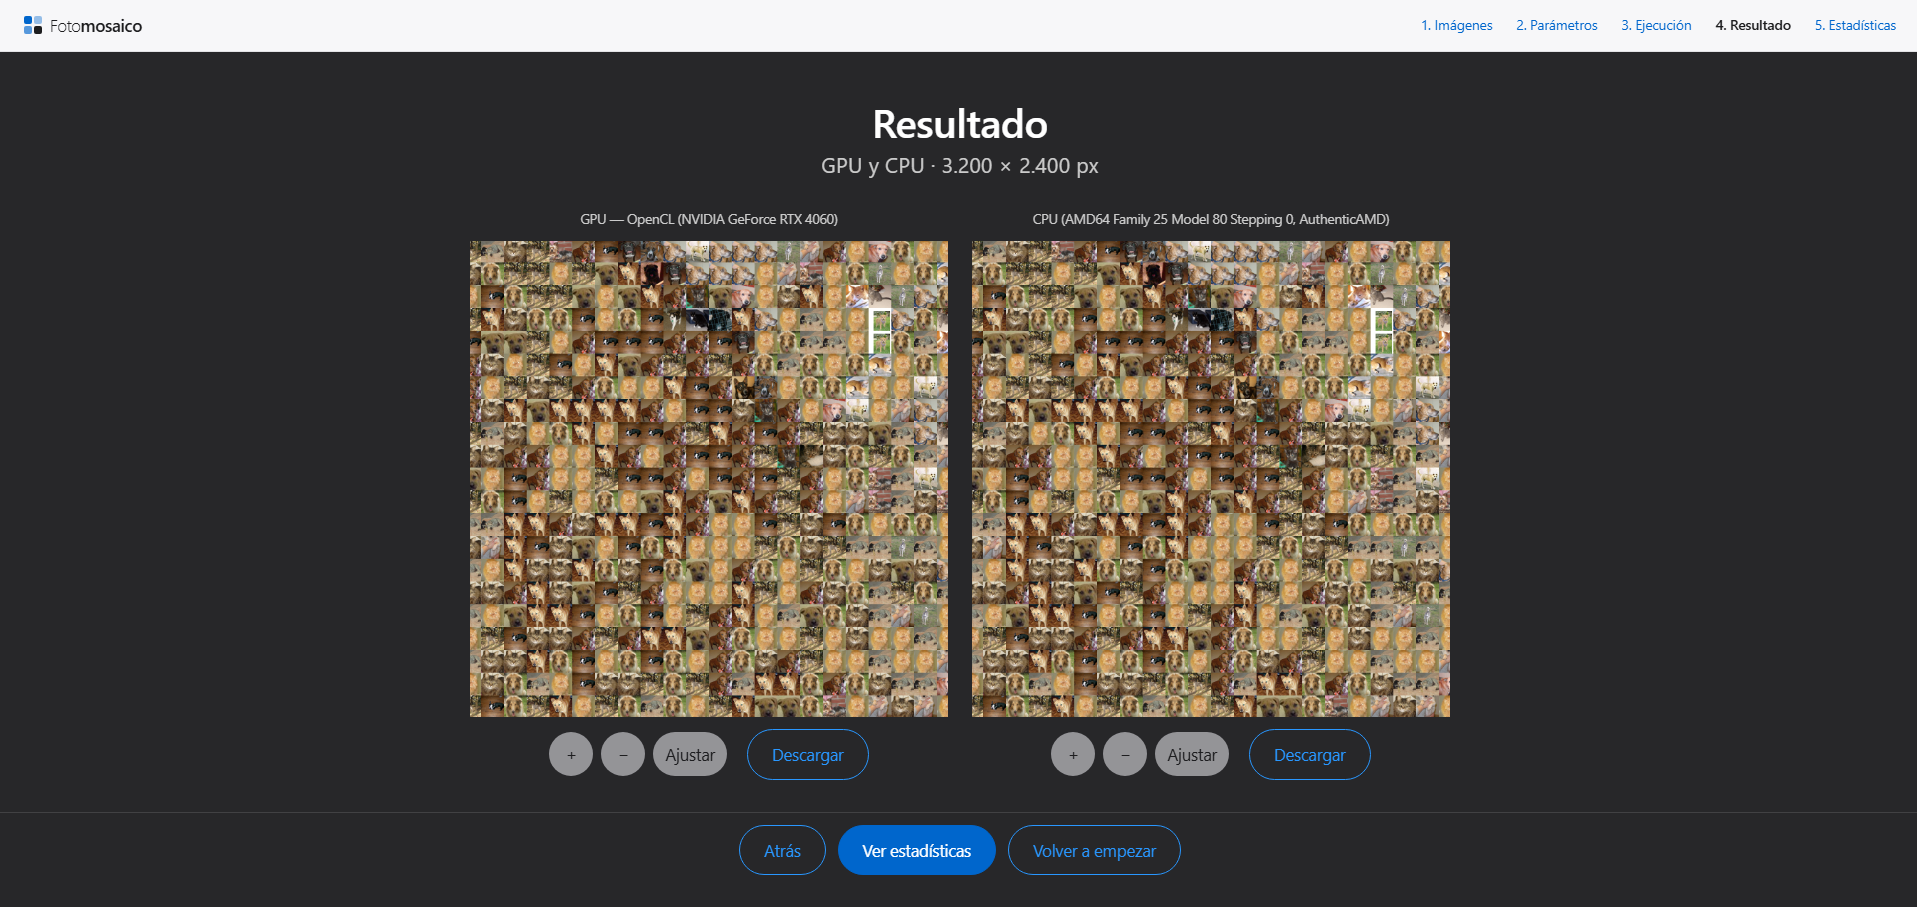 Fotomosaico
1. Imágenes
2. Parámetros
3. Ejecución
4. Resultado
5. Estadísticas
Resultado
GPU y CPU · 3.200 × 2.400 px
GPU — OpenCL (NVIDIA GeForce RTX 4060)
CPU (AMD64 Family 25 Model 80 Stepping 0, AuthenticAMD)
+
−
Ajustar
Descargar
+
−
Ajustar
Descargar
Atrás
Ver estadísticas
Volver a empezar